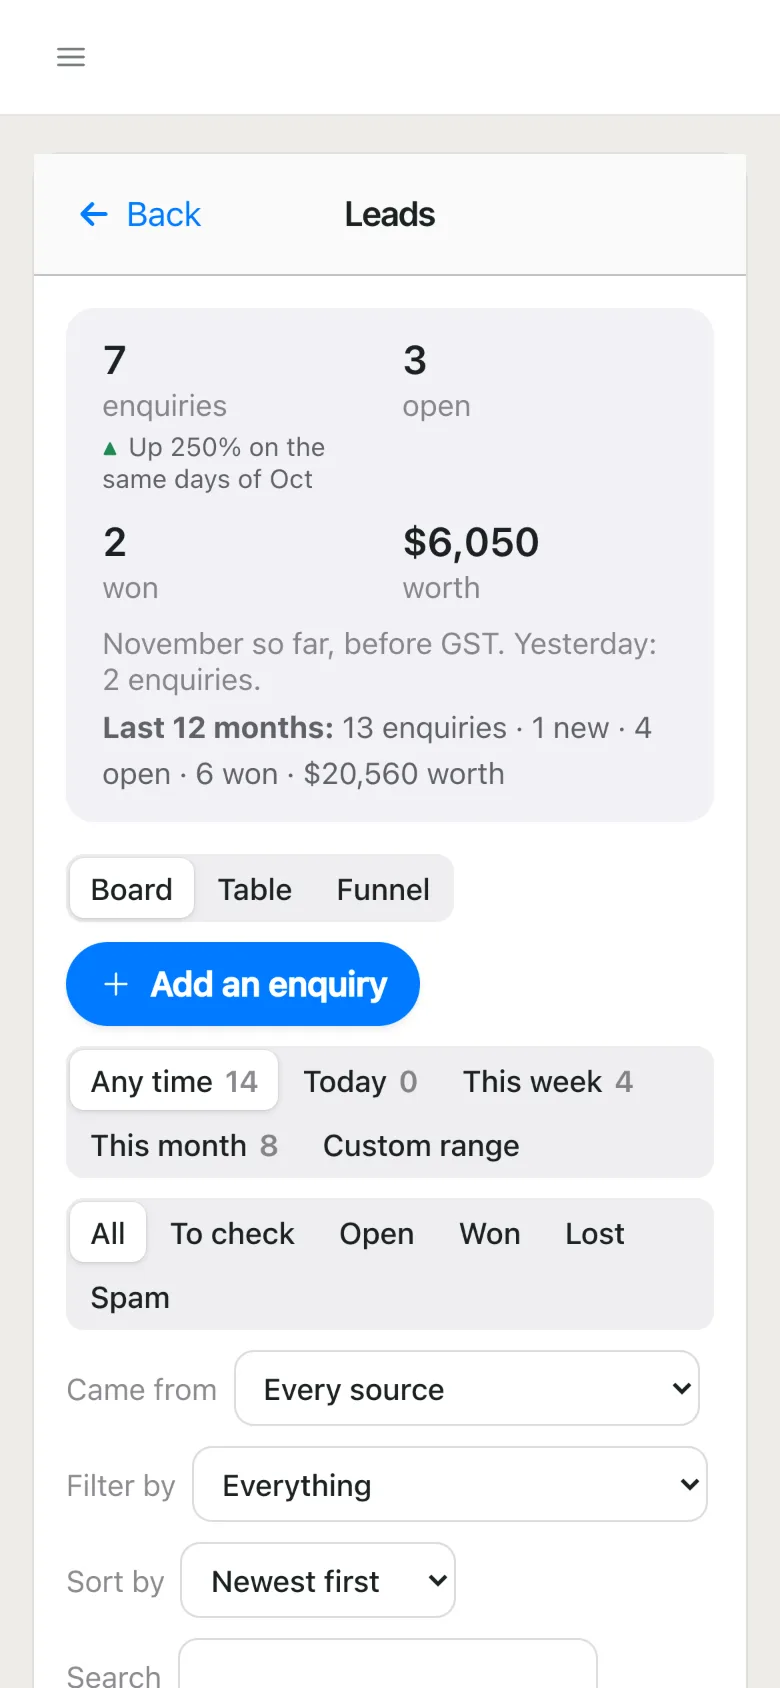 Back
Leads
7
3
enquiries
open
▲ Up 250% on the
same days of Oct
2
$6,050
won
worth
November so far, before GST. Yesterday:
2 enquiries.
Last 12 months: 13 enquiries · 1 new · 4
open · 6 won · $20,560 worth
Board Table Funnel
+ Add an enquiry
Any time 14 Today 0 This week 4
This month 8 Custom range
All To check Open Won Lost
Spam
Came from Every source
Filter by Everything
Sort by Newest first
Search